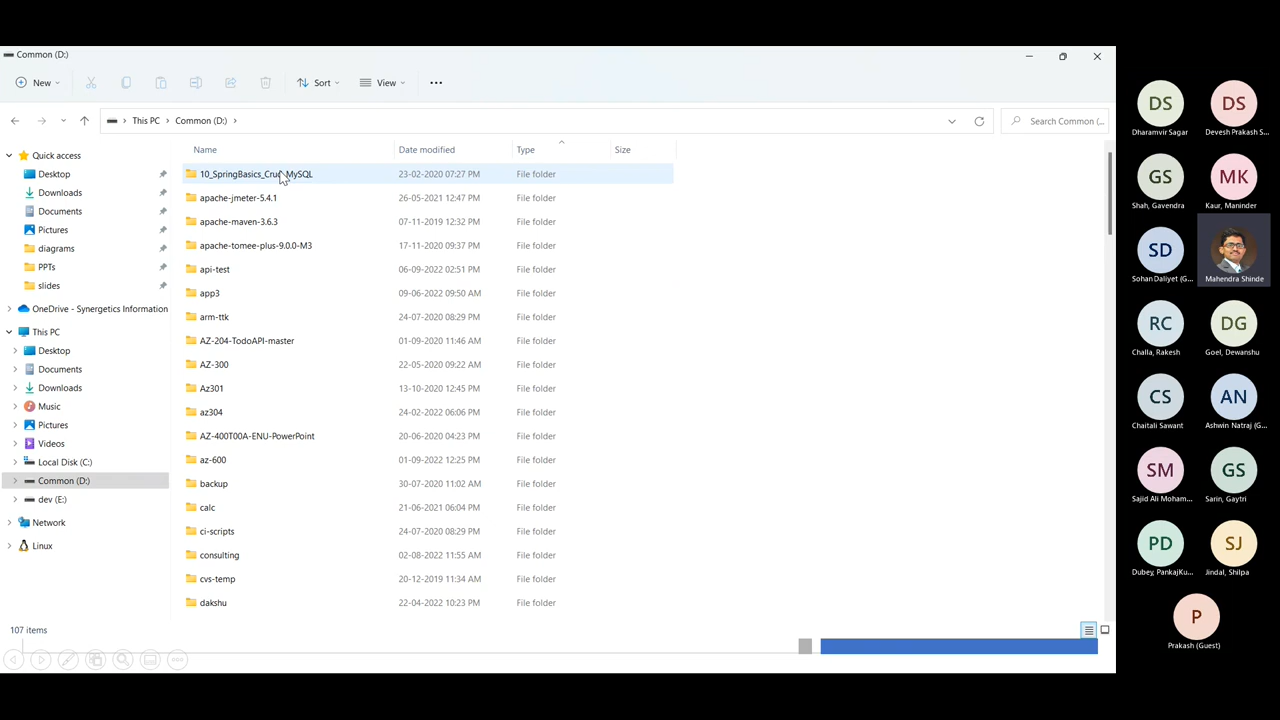 Common (D:)
New
Sort
View
This PC > Common (D:) >
Search Common (...
Name Date modified Type Size
Quick access
Desktop
Downloads
Documents
Pictures
diagrams
PPTs
slides
OneDrive - Synergetics Information
This PC
Desktop
Documents
Downloads
Music
Pictures
Videos
Local Disk (C:)
Common (D:)
dev (E:)
Network
Linux
10_SpringBasics_Crud_MySQL 23-02-2020 07:27 PM File folder
apache-jmeter-5.4.1 26-05-2021 12:47 PM File folder
apache-maven-3.6.3 07-11-2019 12:32 PM File folder
apache-tomee-plus-9.0.0-M3 17-11-2020 09:37 PM File folder
api-test 06-09-2022 02:51 PM File folder
app3 09-06-2022 09:50 AM File folder
arm-ttk 24-07-2020 08:29 PM File folder
AZ-204-TodoAPI-master 01-09-2020 11:46 AM File folder
AZ-300 22-05-2020 09:22 AM File folder
Az301 13-10-2020 12:45 PM File folder
az304 24-02-2022 06:06 PM File folder
AZ-400T00A-ENU-PowerPoint 20-06-2020 04:23 PM File folder
az-600 01-09-2022 12:25 PM File folder
backup 30-07-2020 11:02 AM File folder
calc 21-06-2021 06:04 PM File folder
ci-scripts 24-07-2020 08:29 PM File folder
consulting 02-08-2022 11:55 AM File folder
cvs-temp 20-12-2019 11:34 AM File folder
dakshu 22-04-2022 10:23 PM File folder
107 items
DS DS
Dharamvir Sagar Devesh Prakash S...
GS MK
Shah, Gavendra Kaur, Maninder
SD
Sohan Daliyet (G... Mahendra Shinde
RC DG
Challa, Rakesh Goel, Dewanshu
CS AN
Chaitali Sawant Ashwin Natraj (G...
SM GS
Sajid Ali Moham... Sarin, Gaytri
PD SJ
Dubey, PankajKu... Jindal, Shilpa
P
Prakash (Guest)